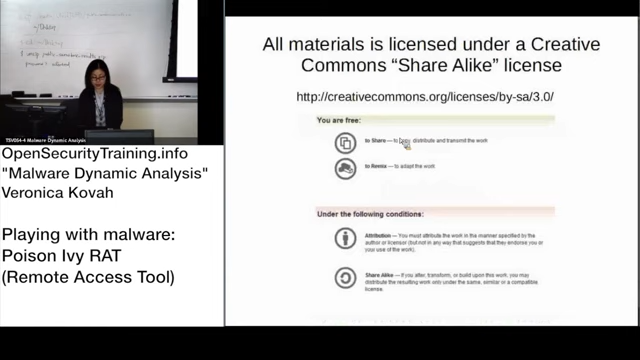 TSV054-4 Malware Dynamic Analysis
OpenSecurityTraining.info
"Malware Dynamic Analysis"
Veronica Kovah
Playing with malware:
Poison Ivy RAT
(Remote Access Tool)
All materials is licensed under a Creative
Commons “Share Alike” license
http://creativecommons.org/licenses/by-sa/3.0/
You are free:
to Share — to copy, distribute and transmit the work
to Remix — to adapt the work
Under the following conditions:
Attribution — You must attribute the work in the manner specified by the
author or licensor (but not in any way that suggests that they endorse you or
your use of the work).
Share Alike — If you alter, transform, or build upon this work, you may
distribute the resulting work only under the same, similar or a compatible
license.